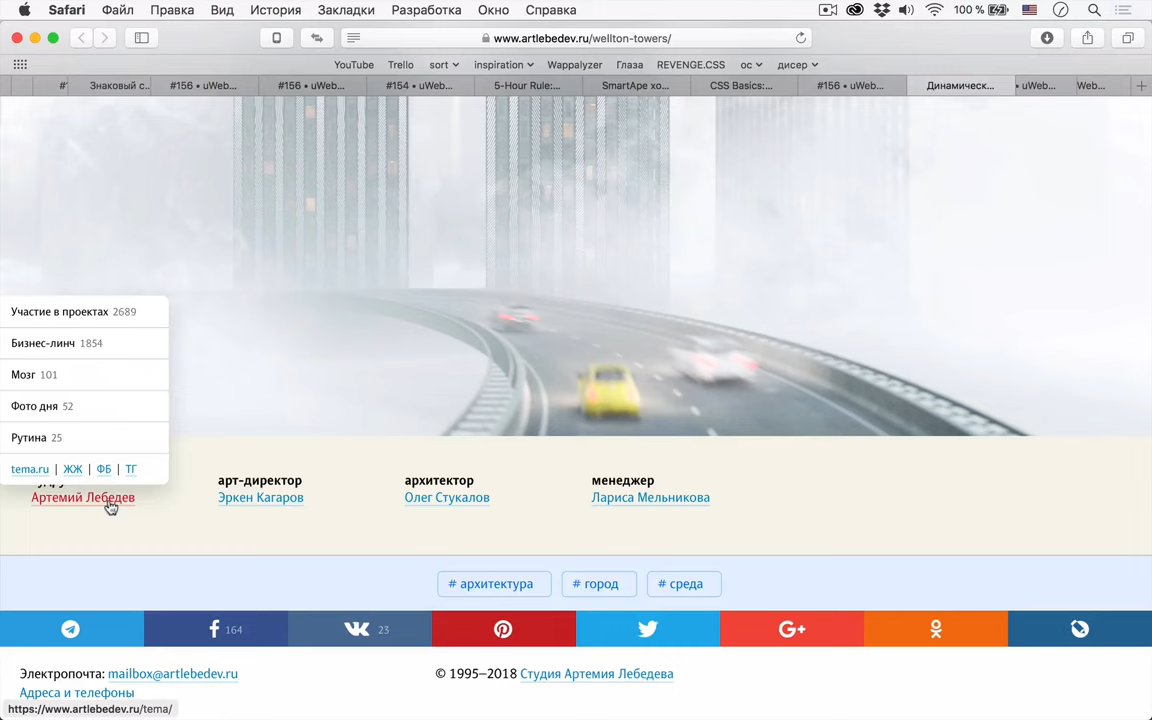 Safari Файл Правка Вид История Закладки Разработка Окно Справка 100 %
www.artlebedev.ru/wellton-towers/
YouTube Trello sort inspiration Wappalyzer Глаза REVENGE.CSS ос дисер
Знаковый с... #156 • uWeb... #156 • uWeb... #154 • uWeb... 5-Hour Rule:... SmartApe хо... CSS Basics:... #156 • uWeb... Динамическ... • uWeb... Web...
Участие в проектах 2689
Бизнес-линч 1854
Мозг 101
Фото дня 52
Рутина 25
tema.ru | ЖЖ | ФБ | ТГ
арт-директор архитектор менеджер
Артемий Лебедев Эркен Кагаров Олег Стукалов Лариса Мельникова
# архитектура # город # среда
164 23 G+
Электропочта: mailbox@artlebedev.ru © 1995–2018 Студия Артемия Лебедева
Адреса и телефоны
https://www.artlebedev.ru/tema/